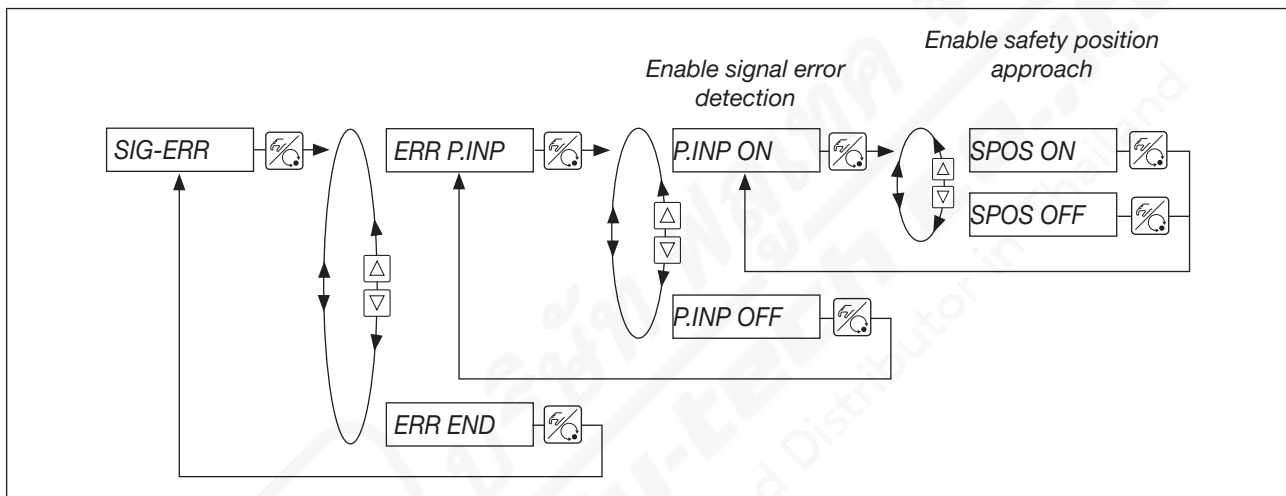 Enable safety position
approach
Enable signal error
detection
SIG-ERR
ERR P.INP
P.INP ON
SPOS ON
SPOS OFF
P.INP OFF
ERR END